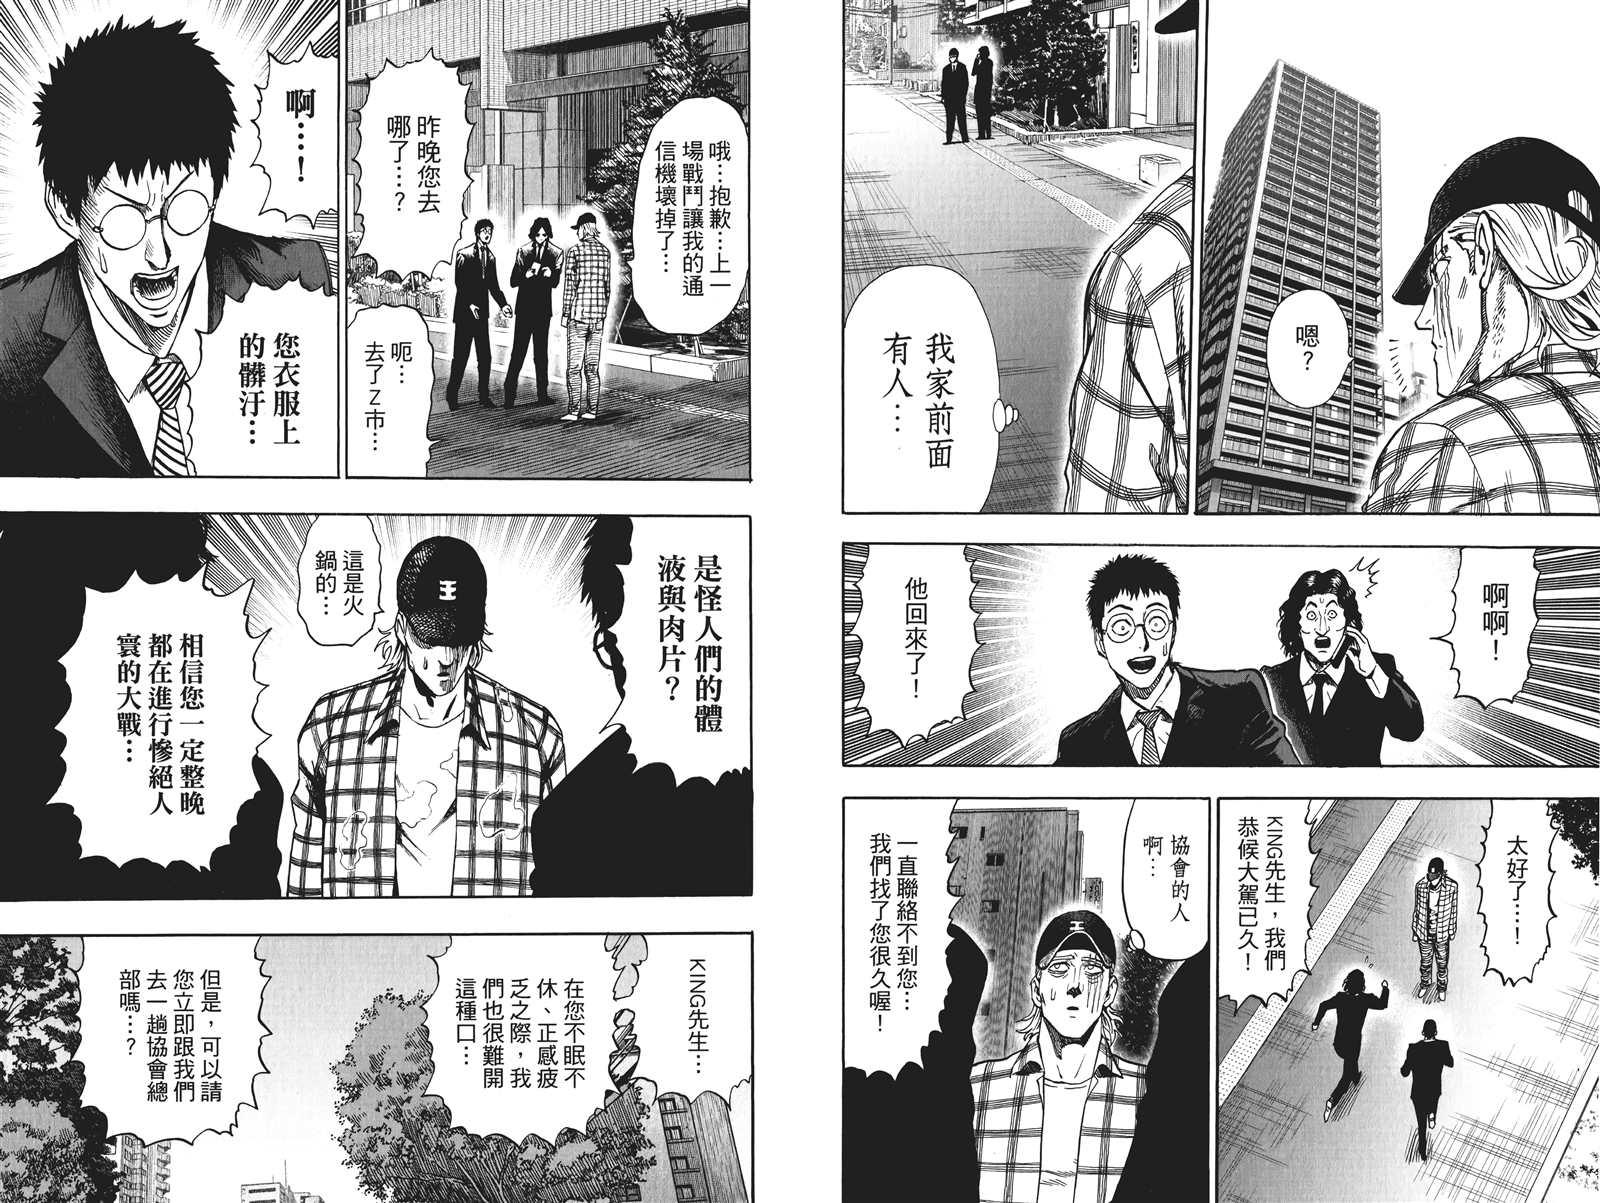 嗯？
我家前面
有人…
啊啊！
他回來了！
太好了…！
KING先生，我們
恭候大駕已久！
協會的人
啊…
一直聯絡不到您…
我們找了您很久喔！
哦…抱歉…上一
場戰鬥讓我的通
信機壞掉了…
昨晚您去
哪了…？
呃…
去了Z市…
啊…！
您衣服上
的髒汙…
是怪人們的體
液與肉片？
這是火
鍋的…
相信您一定整晚
都在進行慘絕人
寰的大戰…
KING先生…
在您不眠不
休、正感疲
乏之際，我
們也很難開
這種口…
但是，可以請
您立即跟我們
去一趟協會總
部嗎…？